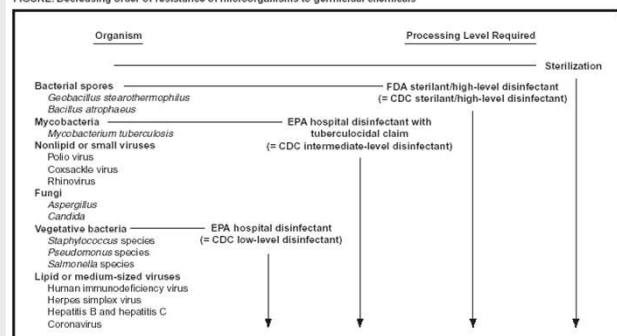 FIGURE. Decreasing order of resistance of microorganisms to germicidal chemicals
Organism Processing Level Required
Sterilization
Bacterial spores FDA sterilant/high-level disinfectant
Geobacillus stearothermophilus (= CDC sterilant/high-level disinfectant)
Bacillus atrophaeus
Mycobacteria EPA hospital disinfectant with
Mycobacterium tuberculosis tuberculocidal claim
Nonlipid or small viruses (= CDC intermediate-level disinfectant)
Polio virus
Coxsackle virus
Rhinovirus
Fungi
Aspergillus
Candida
Vegetative bacteria EPA hospital disinfectant
Staphylococcus species (= CDC low-level disinfectant)
Pseudomonus species
Salmonella species
Lipid or medium-sized viruses
Human immunodeficiency virus
Herpes simplex virus
Hepatitis B and hepatitis C
Coronavirus